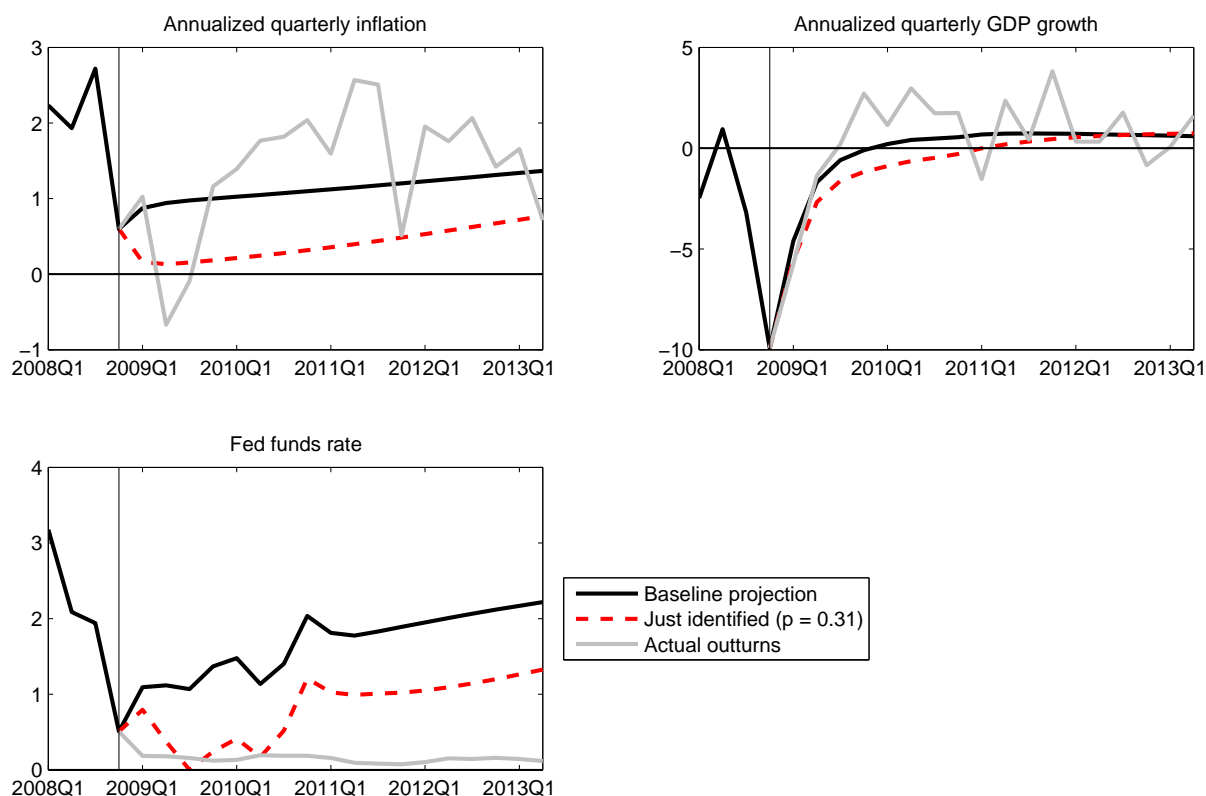 Annualized quarterly inflation
3
2
1
0
−1
2008Q1 2009Q1 2010Q1 2011Q1 2012Q1 2013Q1
Annualized quarterly GDP growth
5
0
−5
−10
2008Q1 2009Q1 2010Q1 2011Q1 2012Q1 2013Q1
Fed funds rate
4
3
2
1
0
2008Q1 2009Q1 2010Q1 2011Q1 2012Q1 2013Q1
Baseline projection
Just identified (p = 0.31)
Actual outturns